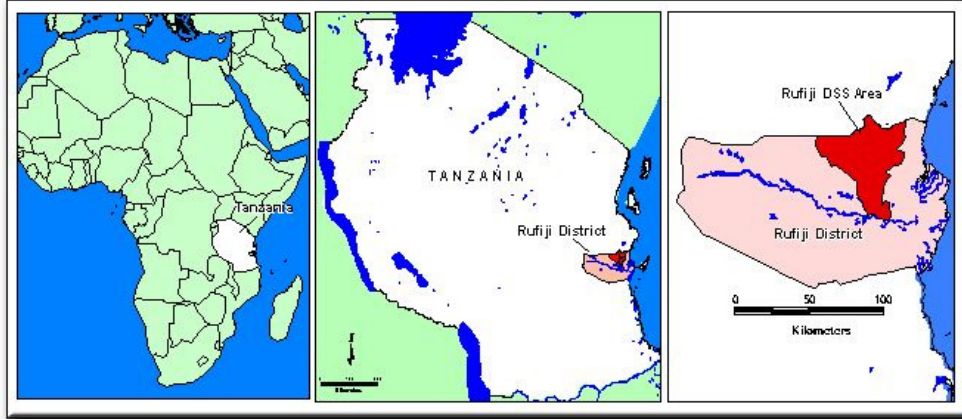 Tanzania
TANZANIA
Rufiji District
Rufiji DSS Area
Rufiji District
0 50 100
Kilometers